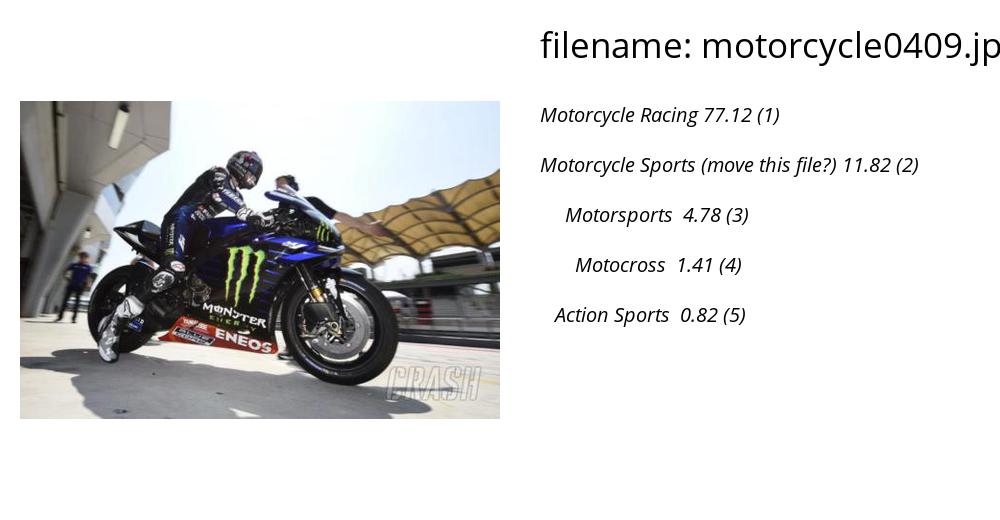 filename: motorcycle0409.jp
Motorcycle Racing 77.12 (1)
Motorcycle Sports (move this file?) 11.82 (2)
Motorsports 4.78 (3)
Motocross 1.41 (4)
Action Sports 0.82 (5)
MONSTER
ENERGY
ENEOS
CRASH